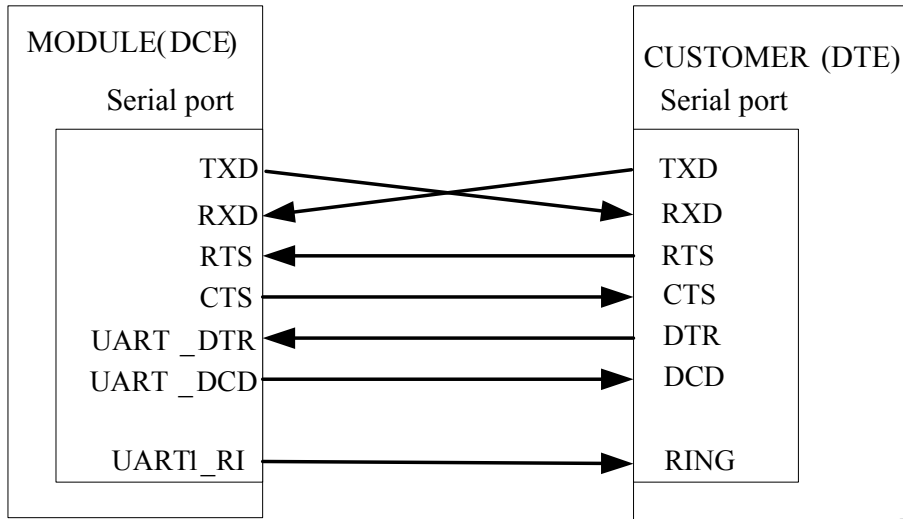 MODULE(DCE)
Serial port
TXD
RXD
RTS
CTS
UART _DTR
UART _DCD
UART1_RI
CUSTOMER (DTE)
Serial port
TXD
RXD
RTS
CTS
DTR
DCD
RING